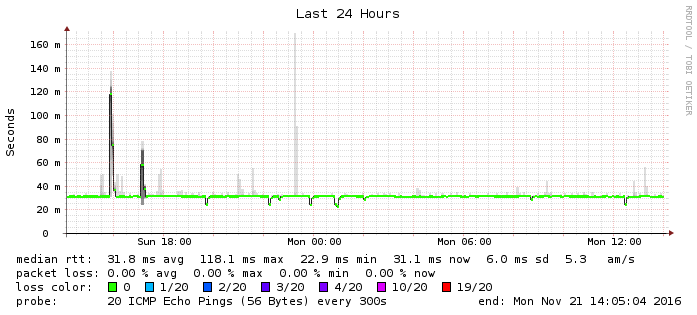 Last 24 Hours
RRDTOOL / TOBI OETIKER
Seconds
160 m
140 m
120 m
100 m
80 m
60 m
40 m
20 m
0
Sun 18:00 Mon 00:00 Mon 06:00 Mon 12:00
median rtt: 31.8 ms avg 118.1 ms max 22.9 ms min 31.1 ms now 6.0 ms sd 5.3 am/s
packet loss: 0.00 % avg 0.00 % max 0.00 % min 0.00 % now
loss color: 0 1/20 2/20 3/20 4/20 10/20 19/20
probe: 20 ICMP Echo Pings (56 Bytes) every 300s end: Mon Nov 21 14:05:04 2016